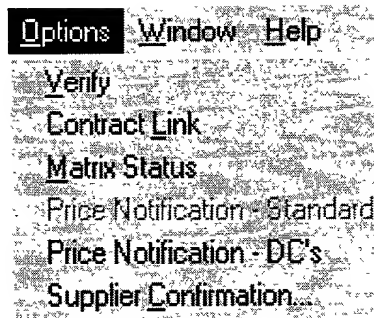 Options Window Help
Verify
Contract Link
Matrix Status
Price Notification - Standard
Price Notification - DC's
Supplier Confirmation...